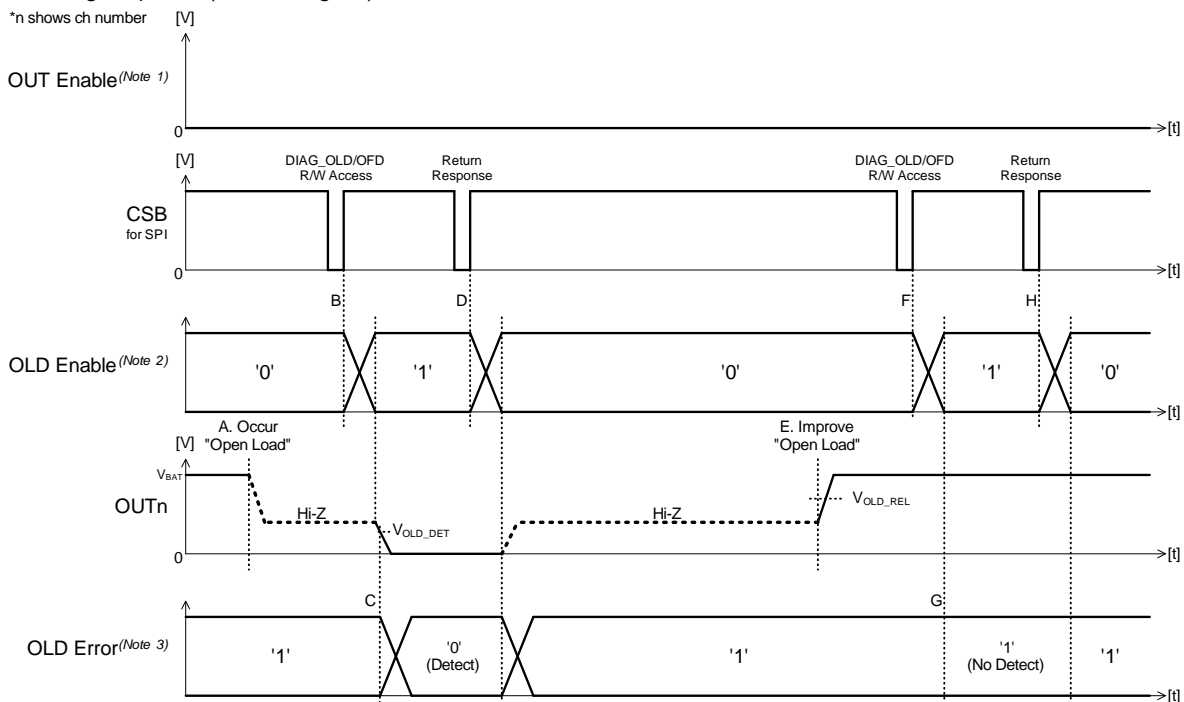 *n shows ch number
[V]
OUT Enable(Note 1)
0
[t]
[V]
DIAG_OLD/OFD
R/W Access
Return
Response
DIAG_OLD/OFD
R/W Access
Return
Response
CSB
for SPI
0
[t]
B
D
F
H
OLD Enable(Note 2)
'0'
'1'
'0'
'1'
'0'
[t]
A. Occur
"Open Load"
E. Improve
"Open Load"
[V]
VBAT
OUTn
Hi-Z
VOLD_DET
Hi-Z
VOLD_REL
0
[t]
C
G
OLD Error(Note 3)
'1'
'0'
(Detect)
'1'
'1'
(No Detect)
'1'
[t]